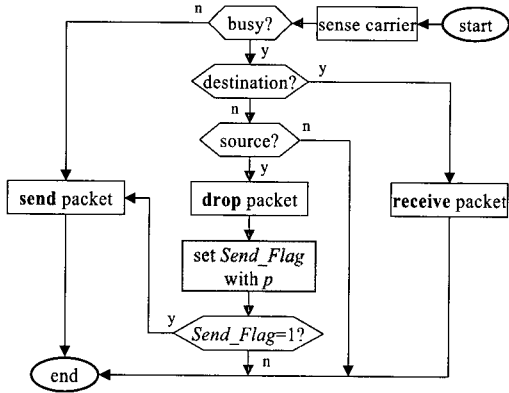 n
busy?
sense carrier
start
y
destination?
y
n
source?
n
y
send packet
drop packet
receive packet
set Send_Flag
with p
y
Send_Flag=1?
n
end